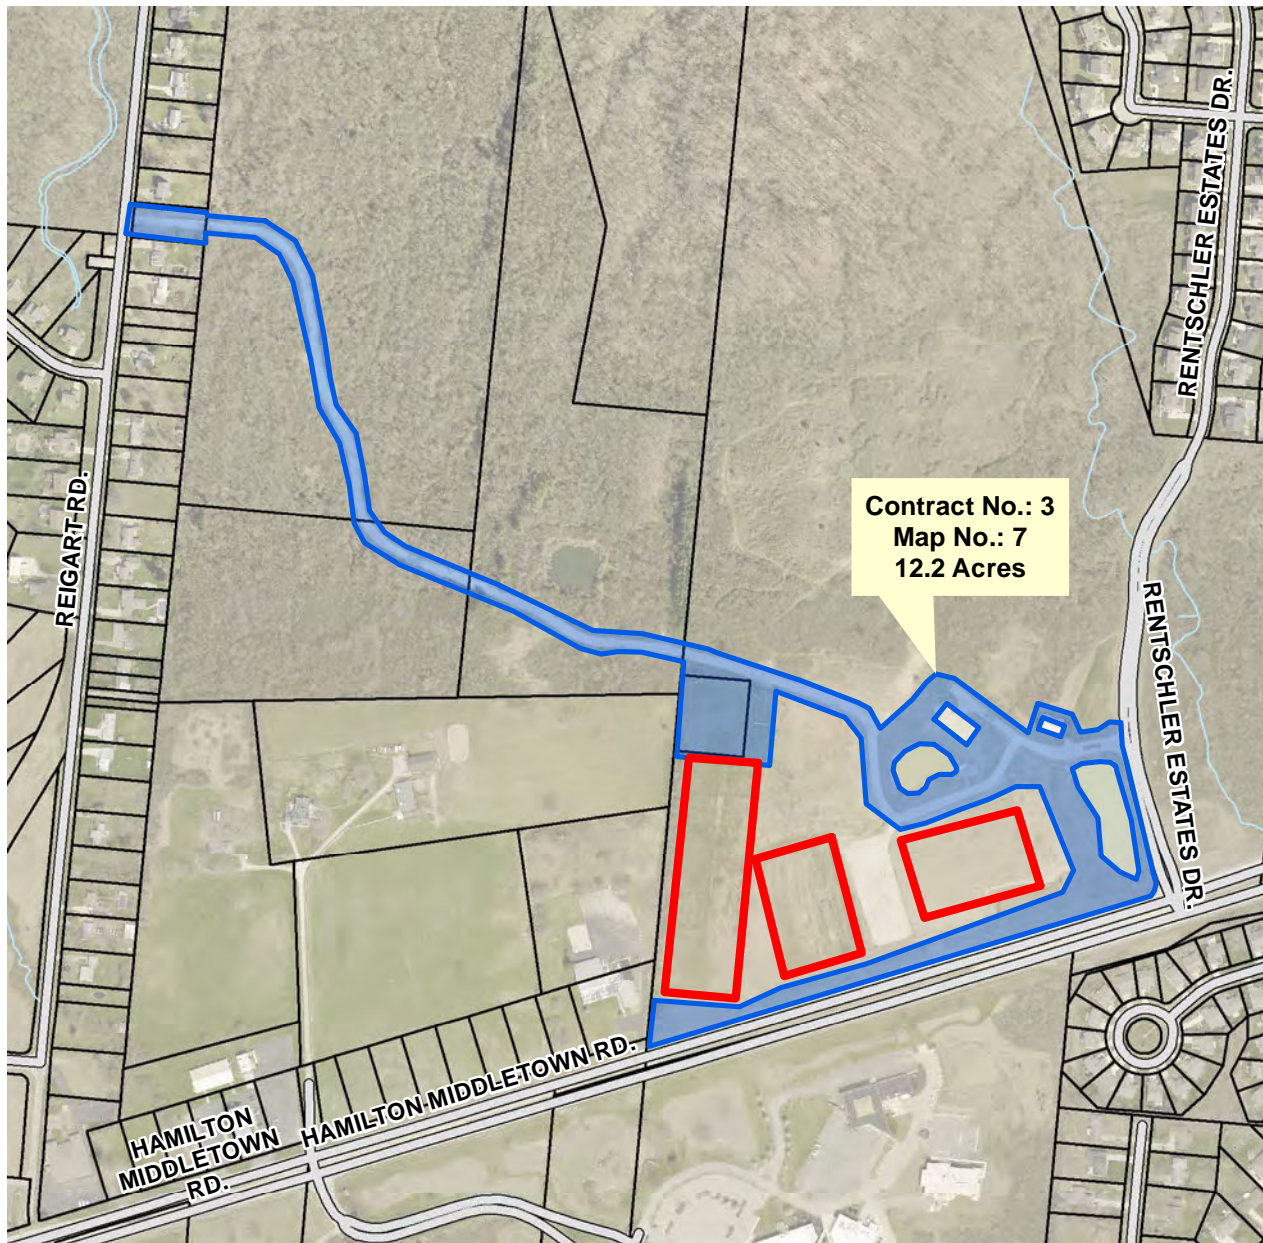 RENTSCHLER ESTATES DR.
Contract No.: 3
Map No.: 7
12.2 Acres
REIGART RD.
RENTSCHLER ESTATES DR.
HAMILTON MIDDLETOWN RD.
HAMILTON
MIDDLETOWN
RD.